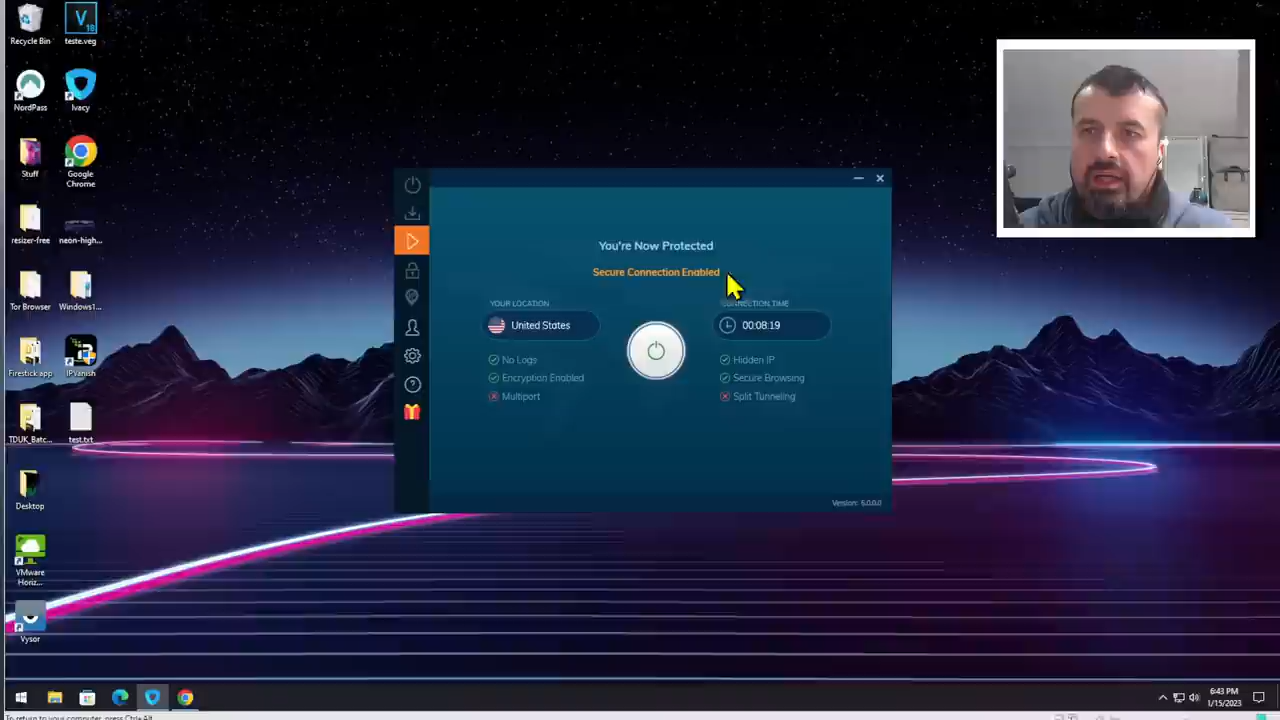 Recycle Bin
teste.veg
NordPass
Ivacy
Stuff
Google
Chrome
resizer-free
neon-high...
Tor Browser
Windows1...
Firestick app
IPVanish
TDUK_Batc...
test.txt
Desktop
VMware
Horiz...
Vysor
You're Now Protected
Secure Connection Enabled
YOUR LOCATION
United States
CONNECTION TIME
00:08:19
No Logs
Encryption Enabled
Multiport
Hidden IP
Secure Browsing
Split Tunneling
Version: 5.0.0.0
6:43 PM
1/15/2023
To return to your computer, press Ctrl+Alt